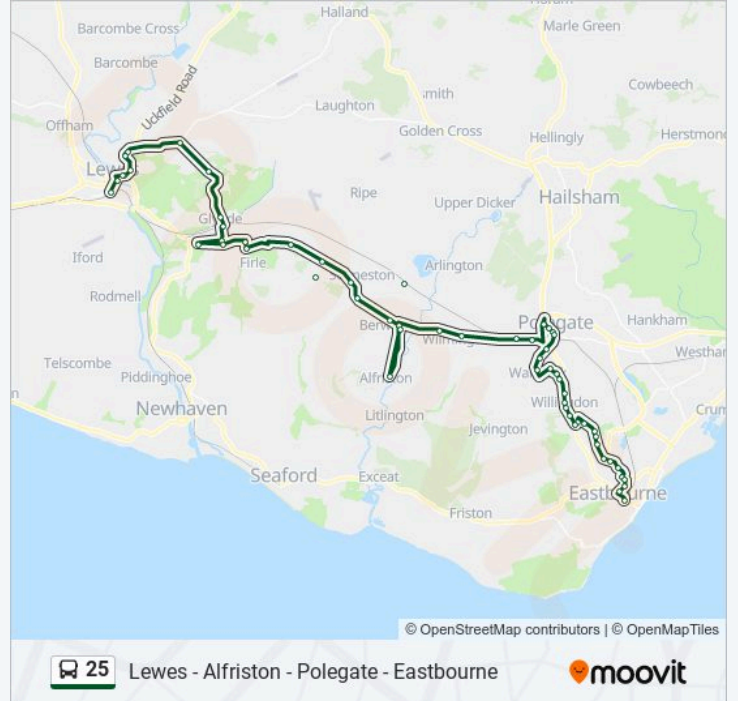 Halland
Barcombe Cross
Marle Green
Barcombe
Uckfield Road
Cowbeech
Laughton
Offham
Golden Cross
Hellingly
Ripe
Hailsham
Upper Dicker
Iford
Firle
Arlington
Rodmell
Polegate
Hankham
Telscombe
Piddinghoe
Alfriston
Newhaven
Litlington
Jevington
Seaford
Exceat
Eastbourne
Friston
© OpenStreetMap contributors | © OpenMapTiles
25 Lewes - Alfriston - Polegate - Eastbourne
moovit